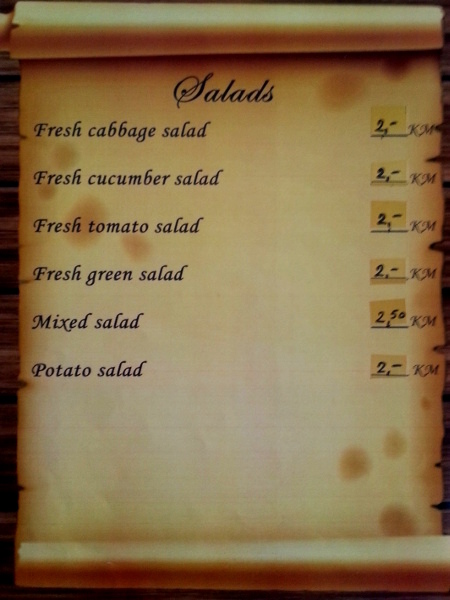 Salads
Fresh cabbage salad 2,- KM
Fresh cucumber salad 2,- KM
Fresh tomato salad 2,- KM
Fresh green salad 2,- KM
Mixed salad 2,50 KM
Potato salad 2,- KM